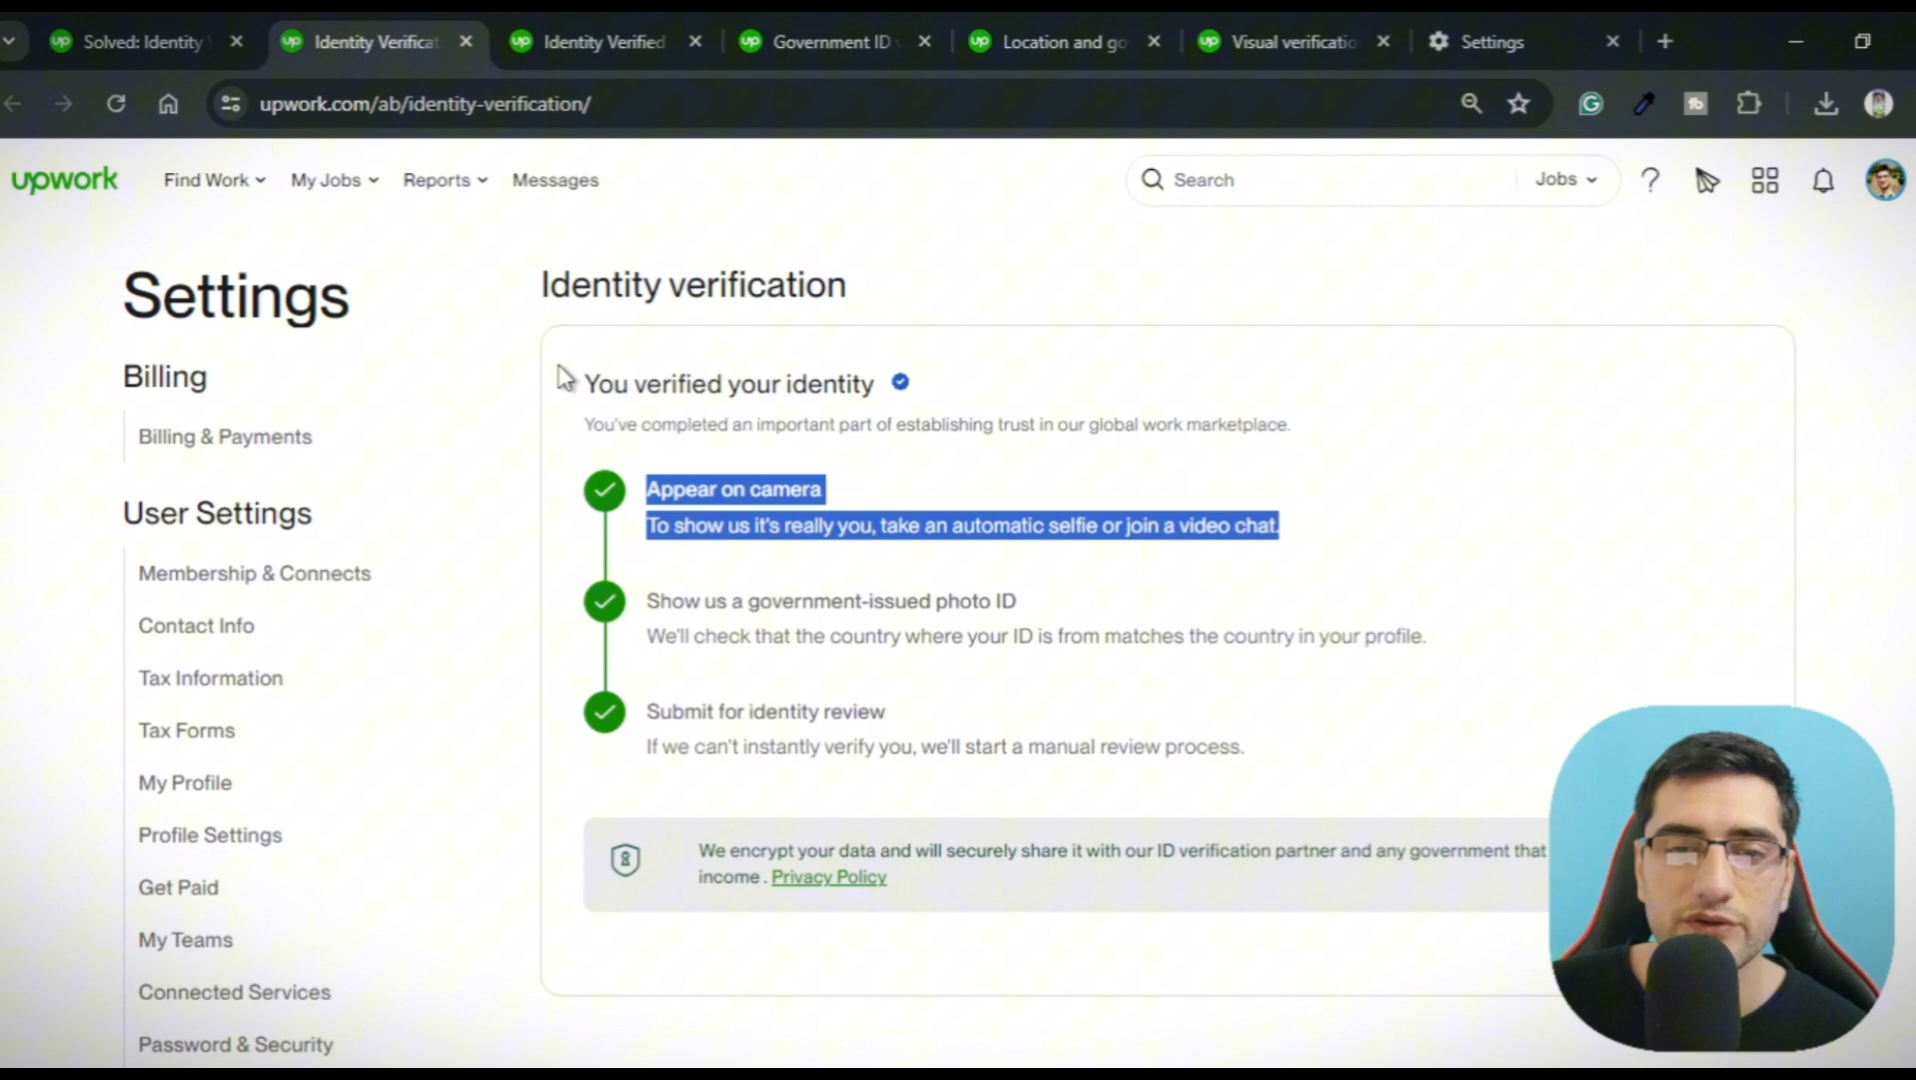 Solved: Identity
Identity Verificat
Identity Verified
Government ID
Location and go
Visual verificatio
Settings
upwork.com/ab/identity-verification/
upwork
Find Work
My Jobs
Reports
Messages
Search
Jobs
Settings
Billing
Billing & Payments
User Settings
Membership & Connects
Contact Info
Tax Information
Tax Forms
My Profile
Profile Settings
Get Paid
My Teams
Connected Services
Password & Security
Identity verification
You verified your identity
You've completed an important part of establishing trust in our global work marketplace.
Appear on camera
To show us it's really you, take an automatic selfie or join a video chat.
Show us a government-issued photo ID
We'll check that the country where your ID is from matches the country in your profile.
Submit for identity review
If we can't instantly verify you, we'll start a manual review process.
We encrypt your data and will securely share it with our ID verification partner and any government that
income . Privacy Policy